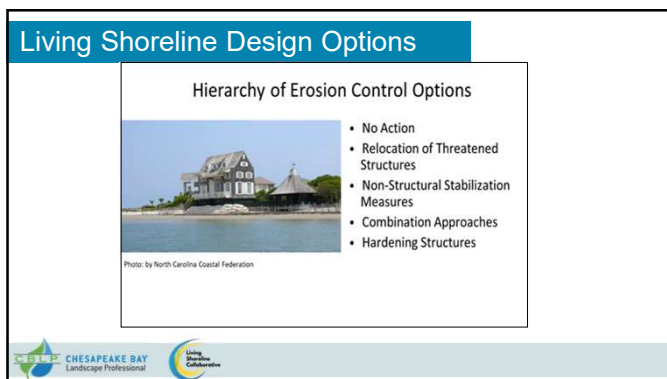 Living Shoreline Design Options
Hierarchy of Erosion Control Options
• No Action
• Relocation of Threatened
Structures
• Non-Structural Stabilization
Measures
• Combination Approaches
• Hardening Structures
Photo: by North Carolina Coastal Federation
CBLP
CHESAPEAKE BAY
Landscape Professional
Living
Shoreline
Collaborative